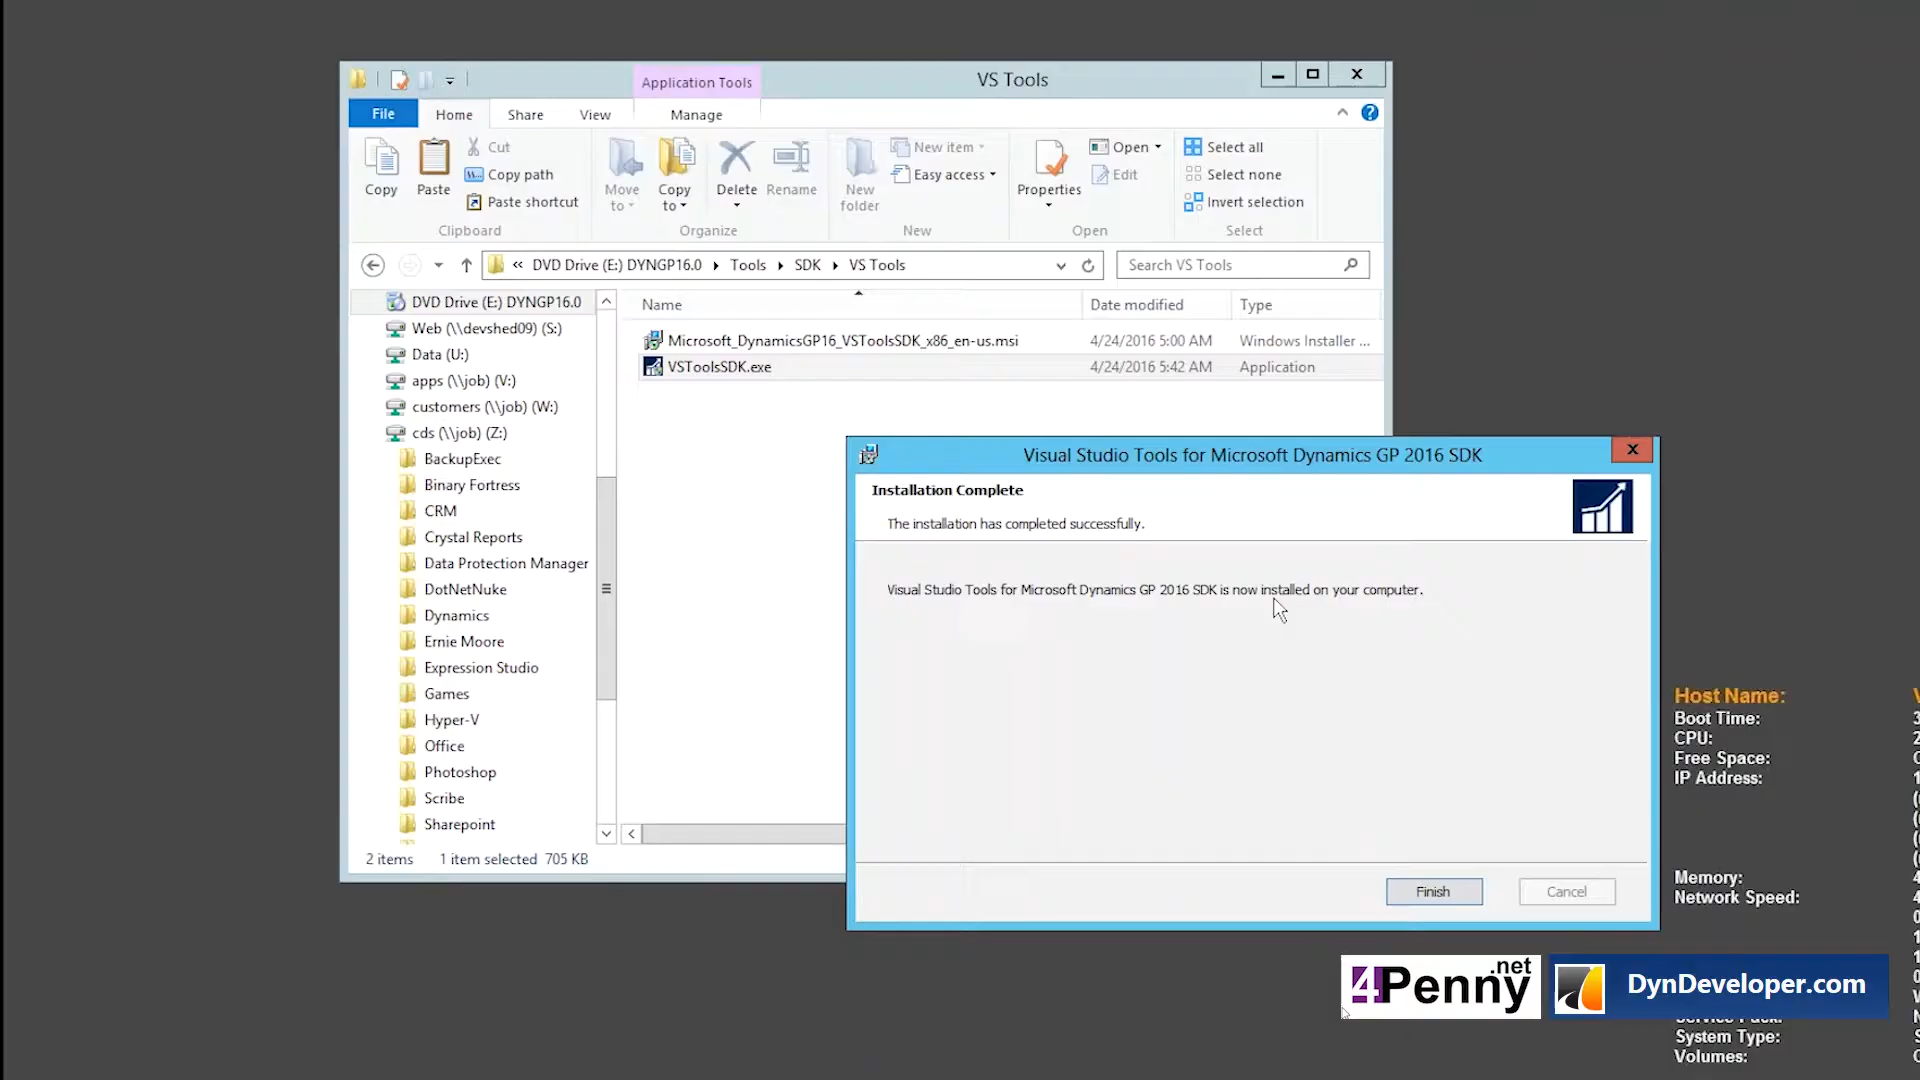 Application Tools
VS Tools
File
Home
Share
View
Manage
Copy
Paste
Cut
Copy path
Paste shortcut
Clipboard
Move to
Copy to
Delete
Rename
Organize
New folder
New item
Easy access
New
Properties
Open
Edit
Open
Select all
Select none
Invert selection
Select
« DVD Drive (E:) DYNGP16.0
Tools
SDK
VS Tools
Search VS Tools
DVD Drive (E:) DYNGP16.0
Web (\\devshed09) (S:)
Data (U:)
apps (\\job) (V:)
customers (\\job) (W:)
cds (\\job) (Z:)
BackupExec
Binary Fortress
CRM
Crystal Reports
Data Protection Manager
DotNetNuke
Dynamics
Ernie Moore
Expression Studio
Games
Hyper-V
Office
Photoshop
Scribe
Sharepoint
Name
Date modified
Type
Microsoft_DynamicsGP16_VSToolsSDK_x86_en-us.msi
4/24/2016 5:00 AM
Windows Installer ...
VSToolsSDK.exe
4/24/2016 5:42 AM
Application
2 items
1 item selected 705 KB
Visual Studio Tools for Microsoft Dynamics GP 2016 SDK
Installation Complete
The installation has completed successfully.
Visual Studio Tools for Microsoft Dynamics GP 2016 SDK is now installed on your computer.
Finish
Cancel
Host Name:
Boot Time:
CPU:
Free Space:
IP Address:
Memory:
Network Speed:
4Penny.net
DynDeveloper.com
System Type:
Volumes: